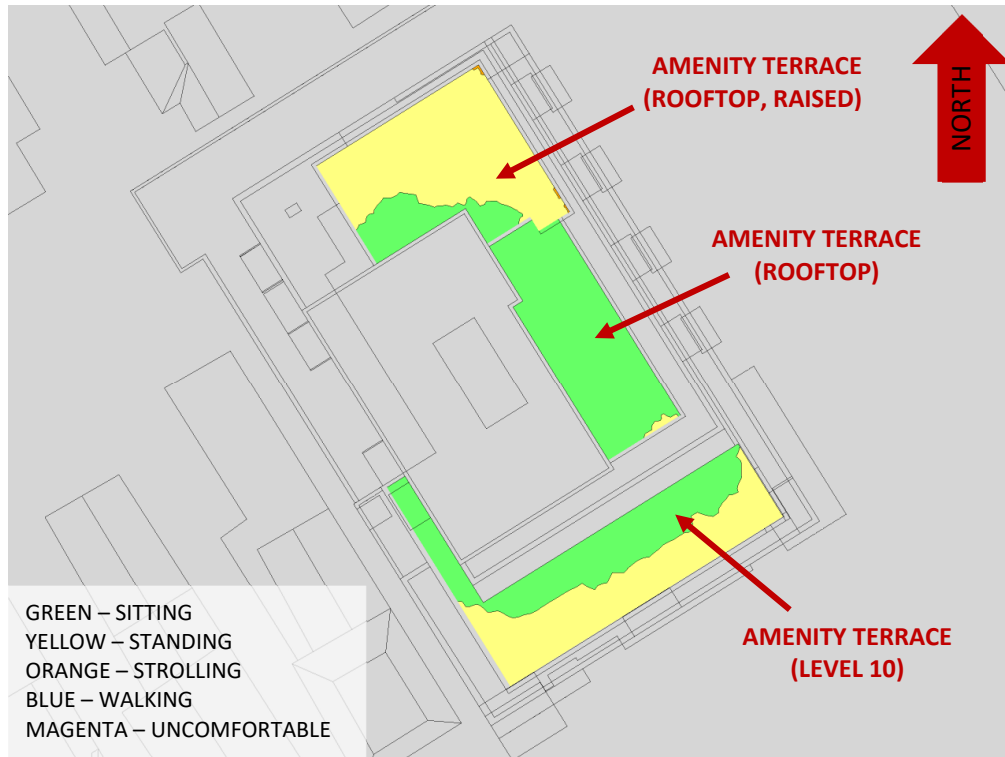 AMENITY TERRACE
(ROOFTOP, RAISED)
NORTH
AMENITY TERRACE
(ROOFTOP)
AMENITY TERRACE
(LEVEL 10)
GREEN – SITTING
YELLOW – STANDING
ORANGE – STROLLING
BLUE – WALKING
MAGENTA – UNCOMFORTABLE